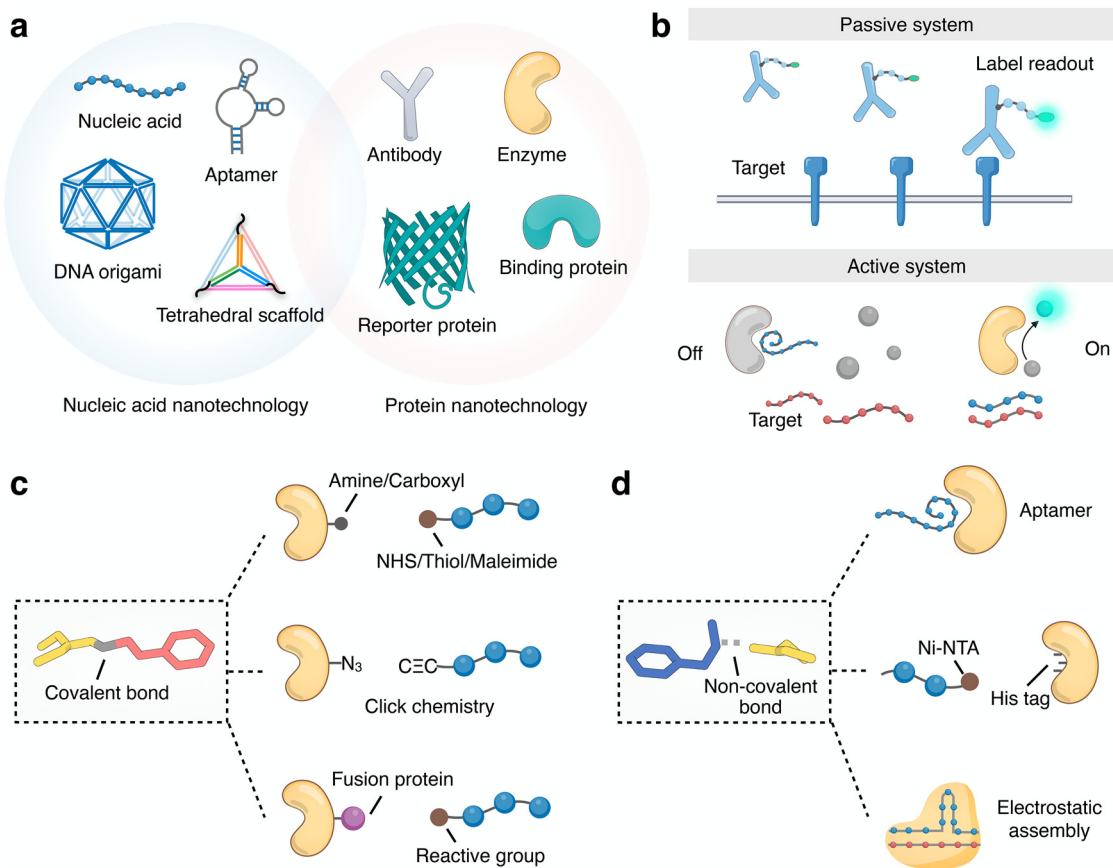 a
Nucleic acid
Aptamer
DNA origami
Tetrahedral scaffold
Antibody
Enzyme
Reporter protein
Binding protein
Nucleic acid nanotechnology
Protein nanotechnology
b
Passive system
Label readout
Target
Active system
Off
On
Target
c
Amine/Carboxyl
NHS/Thiol/Maleimide
Covalent bond
N₃
C≡C
Click chemistry
Fusion protein
Reactive group
d
Aptamer
Non-covalent
bond
Ni-NTA
His tag
Electrostatic
assembly